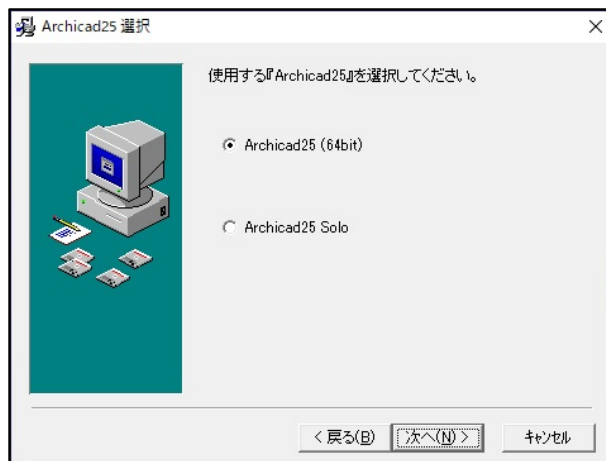 Archicad25 選択
使用する『Archicad25』を選択してください。
Archicad25 (64bit)
Archicad25 Solo
< 戻る(B)
次へ(N) >
キャンセル